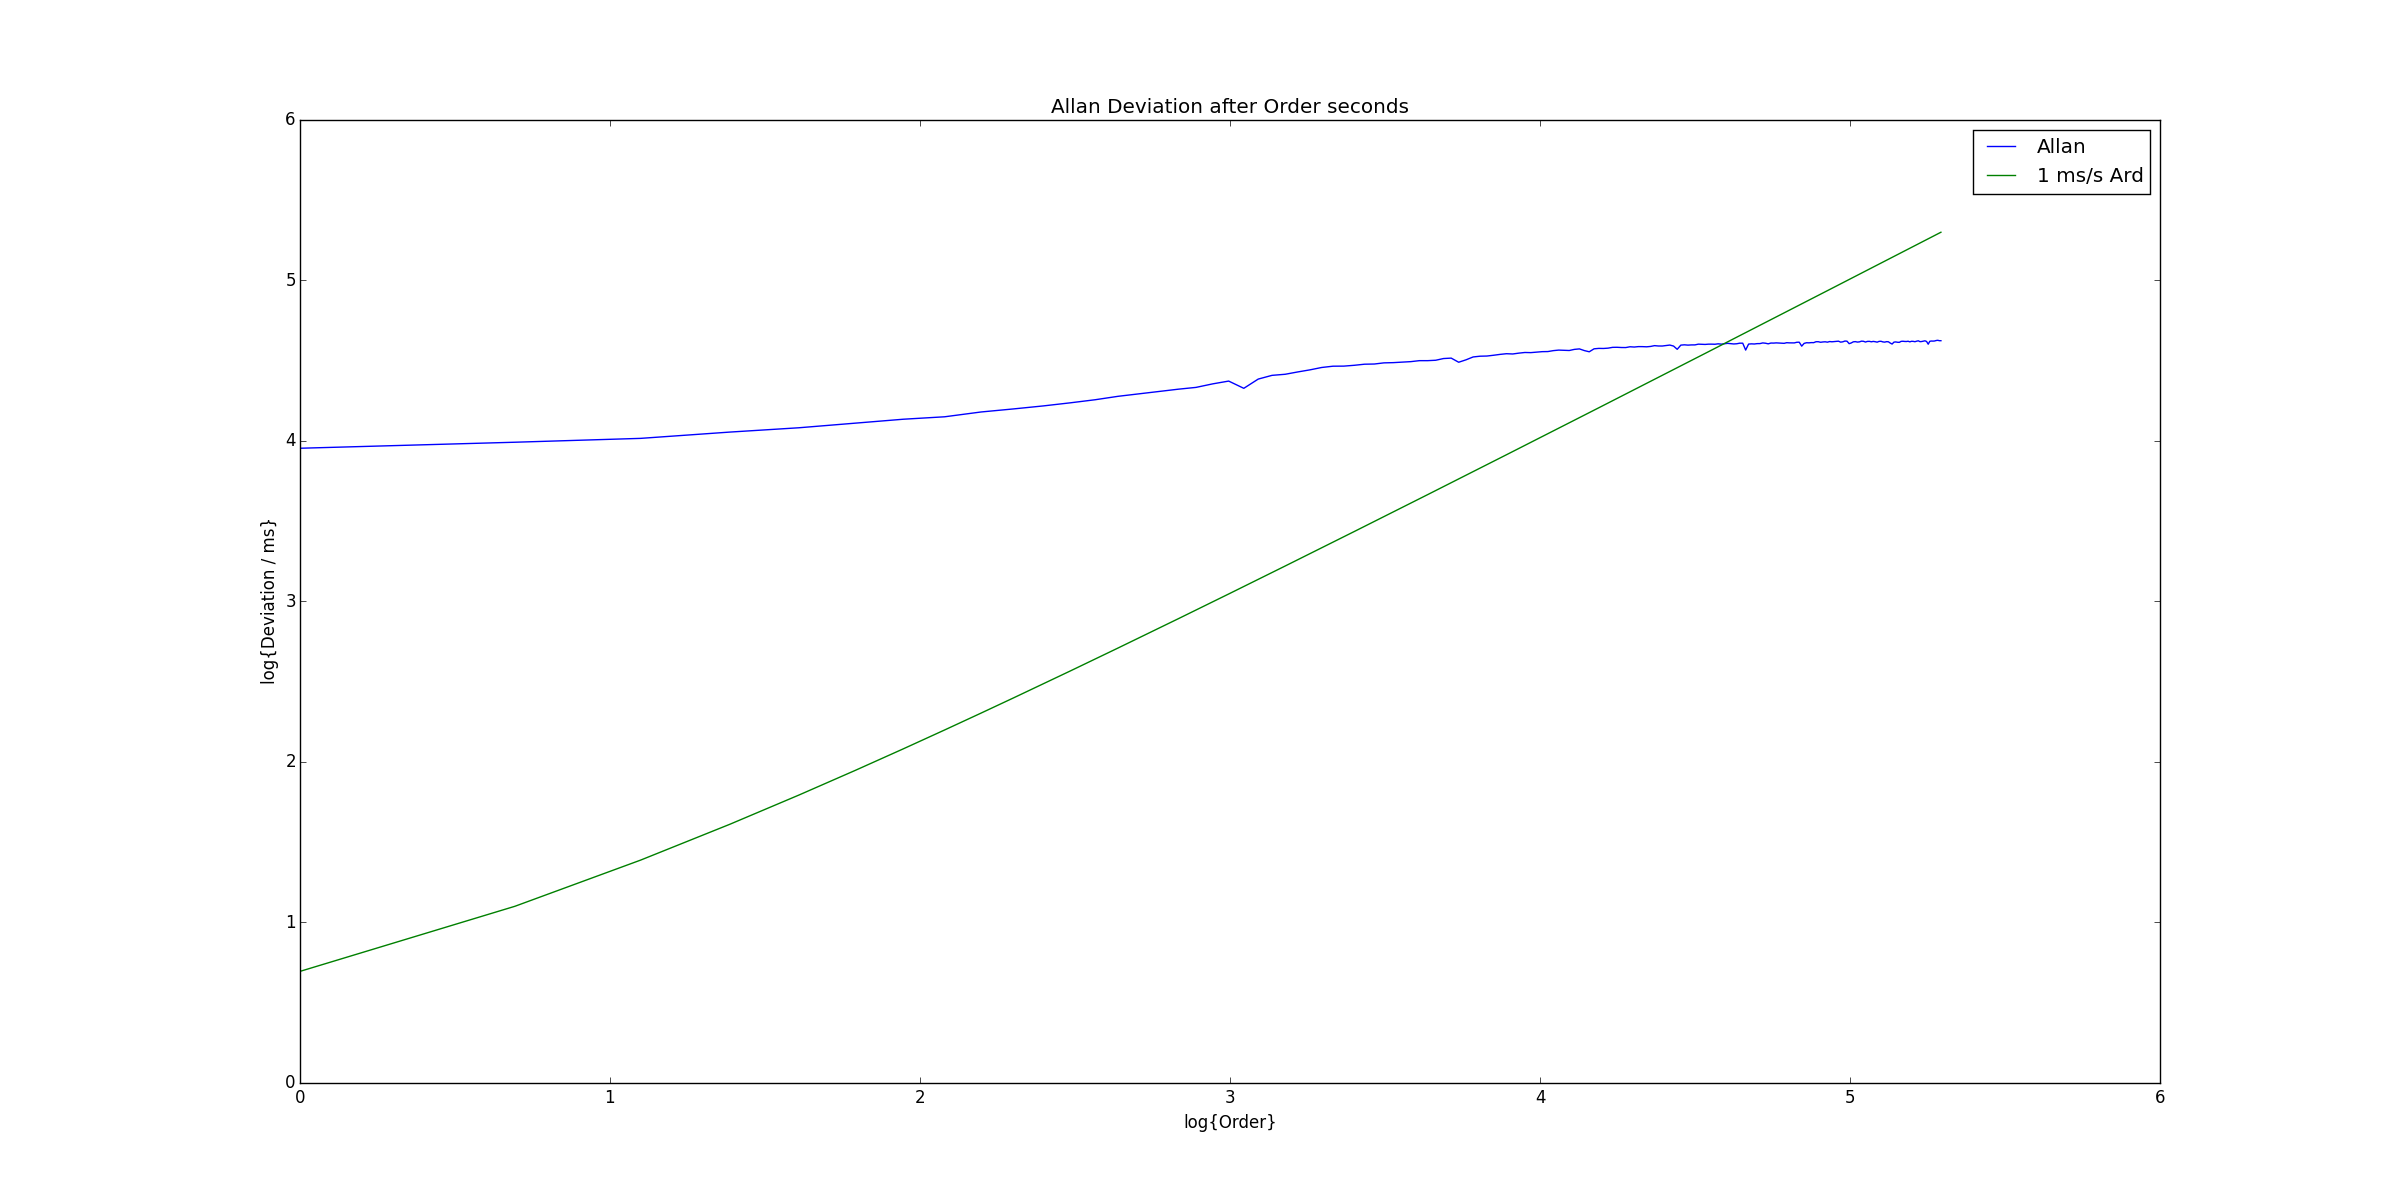 Allan Deviation after Order seconds
Allan
1 ms/s Ard
log{Deviation / ms}
6
5
4
3
2
1
0
0 1 2 3 4 5 6
log{Order}